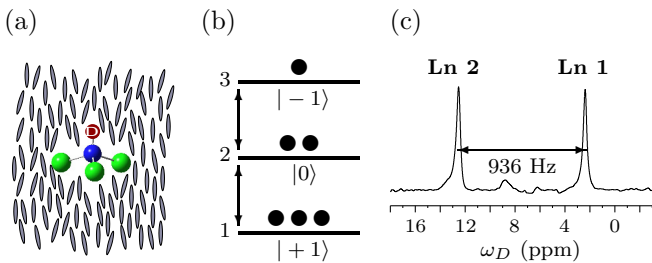 (a)
(b)
(c)
D
3
| − 1⟩
2
|0⟩
1
| + 1⟩
Ln 2
Ln 1
936 Hz
16
12
8
4
0
ω_D (ppm)